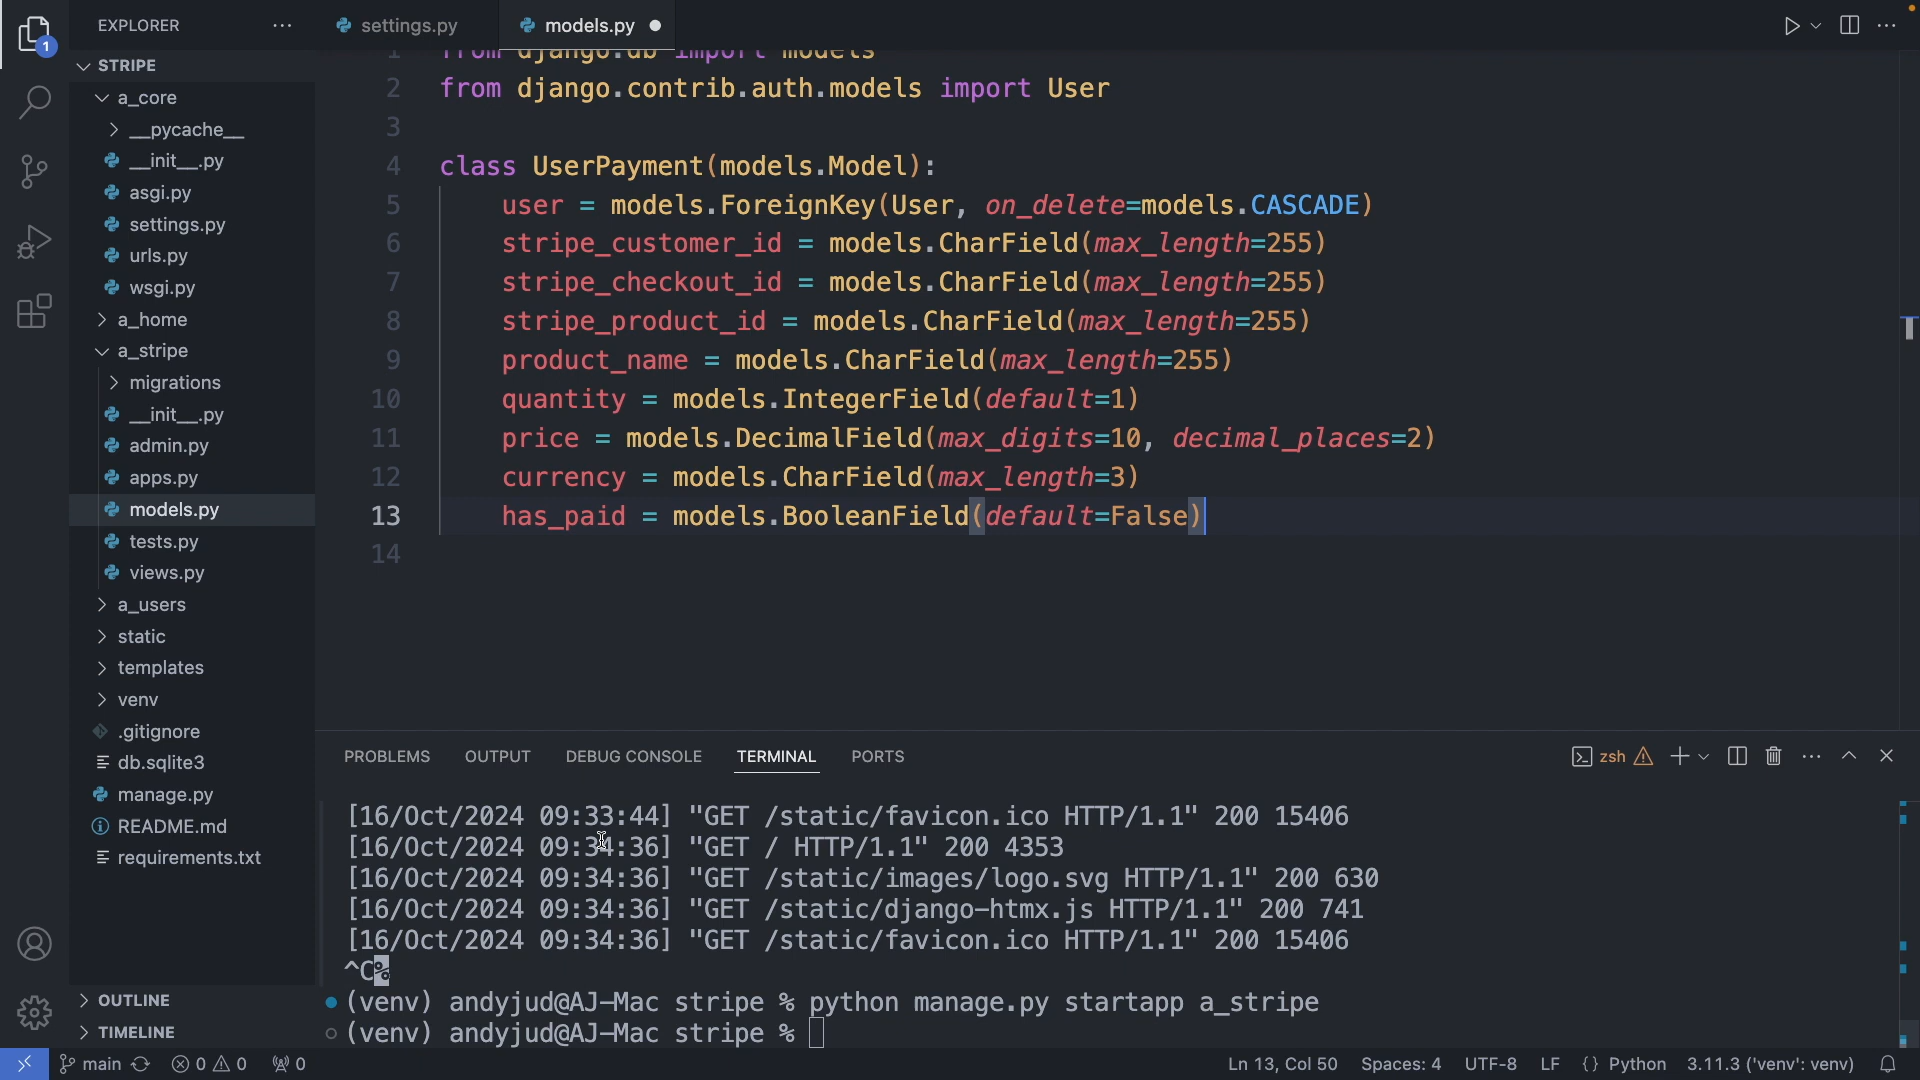 EXPLORER
settings.py
models.py
1
STRIPE
a_core
__pycache__
__init__.py
asgi.py
settings.py
urls.py
wsgi.py
a_home
a_stripe
migrations
__init__.py
admin.py
apps.py
models.py
tests.py
views.py
a_users
static
templates
venv
.gitignore
db.sqlite3
manage.py
README.md
requirements.txt
OUTLINE
TIMELINE
1 from django.db import models
2 from django.contrib.auth.models import User
3
4 class UserPayment(models.Model):
5 user = models.ForeignKey(User, on_delete=models.CASCADE)
6 stripe_customer_id = models.CharField(max_length=255)
7 stripe_checkout_id = models.CharField(max_length=255)
8 stripe_product_id = models.CharField(max_length=255)
9 product_name = models.CharField(max_length=255)
10 quantity = models.IntegerField(default=1)
11 price = models.DecimalField(max_digits=10, decimal_places=2)
12 currency = models.CharField(max_length=3)
13 has_paid = models.BooleanField(default=False)
14
PROBLEMS OUTPUT DEBUG CONSOLE TERMINAL PORTS zsh
[16/Oct/2024 09:33:44] "GET /static/favicon.ico HTTP/1.1" 200 15406
[16/Oct/2024 09:34:36] "GET / HTTP/1.1" 200 4353
[16/Oct/2024 09:34:36] "GET /static/images/logo.svg HTTP/1.1" 200 630
[16/Oct/2024 09:34:36] "GET /static/django-htmx.js HTTP/1.1" 200 741
[16/Oct/2024 09:34:36] "GET /static/favicon.ico HTTP/1.1" 200 15406
^C%
(venv) andyjud@AJ-Mac stripe % python manage.py startapp a_stripe
(venv) andyjud@AJ-Mac stripe %
main 0 0 0 Ln 13, Col 50 Spaces: 4 UTF-8 LF {} Python 3.11.3 ('venv': venv)